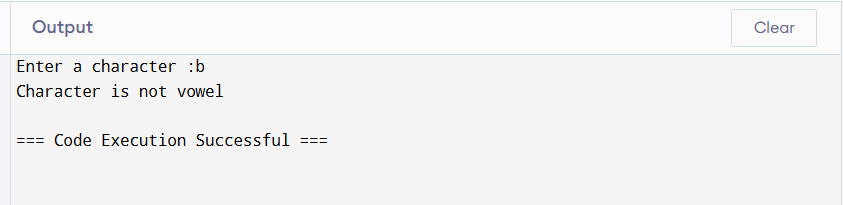 Output
Clear
Enter a character :b
Character is not vowel
=== Code Execution Successful ===